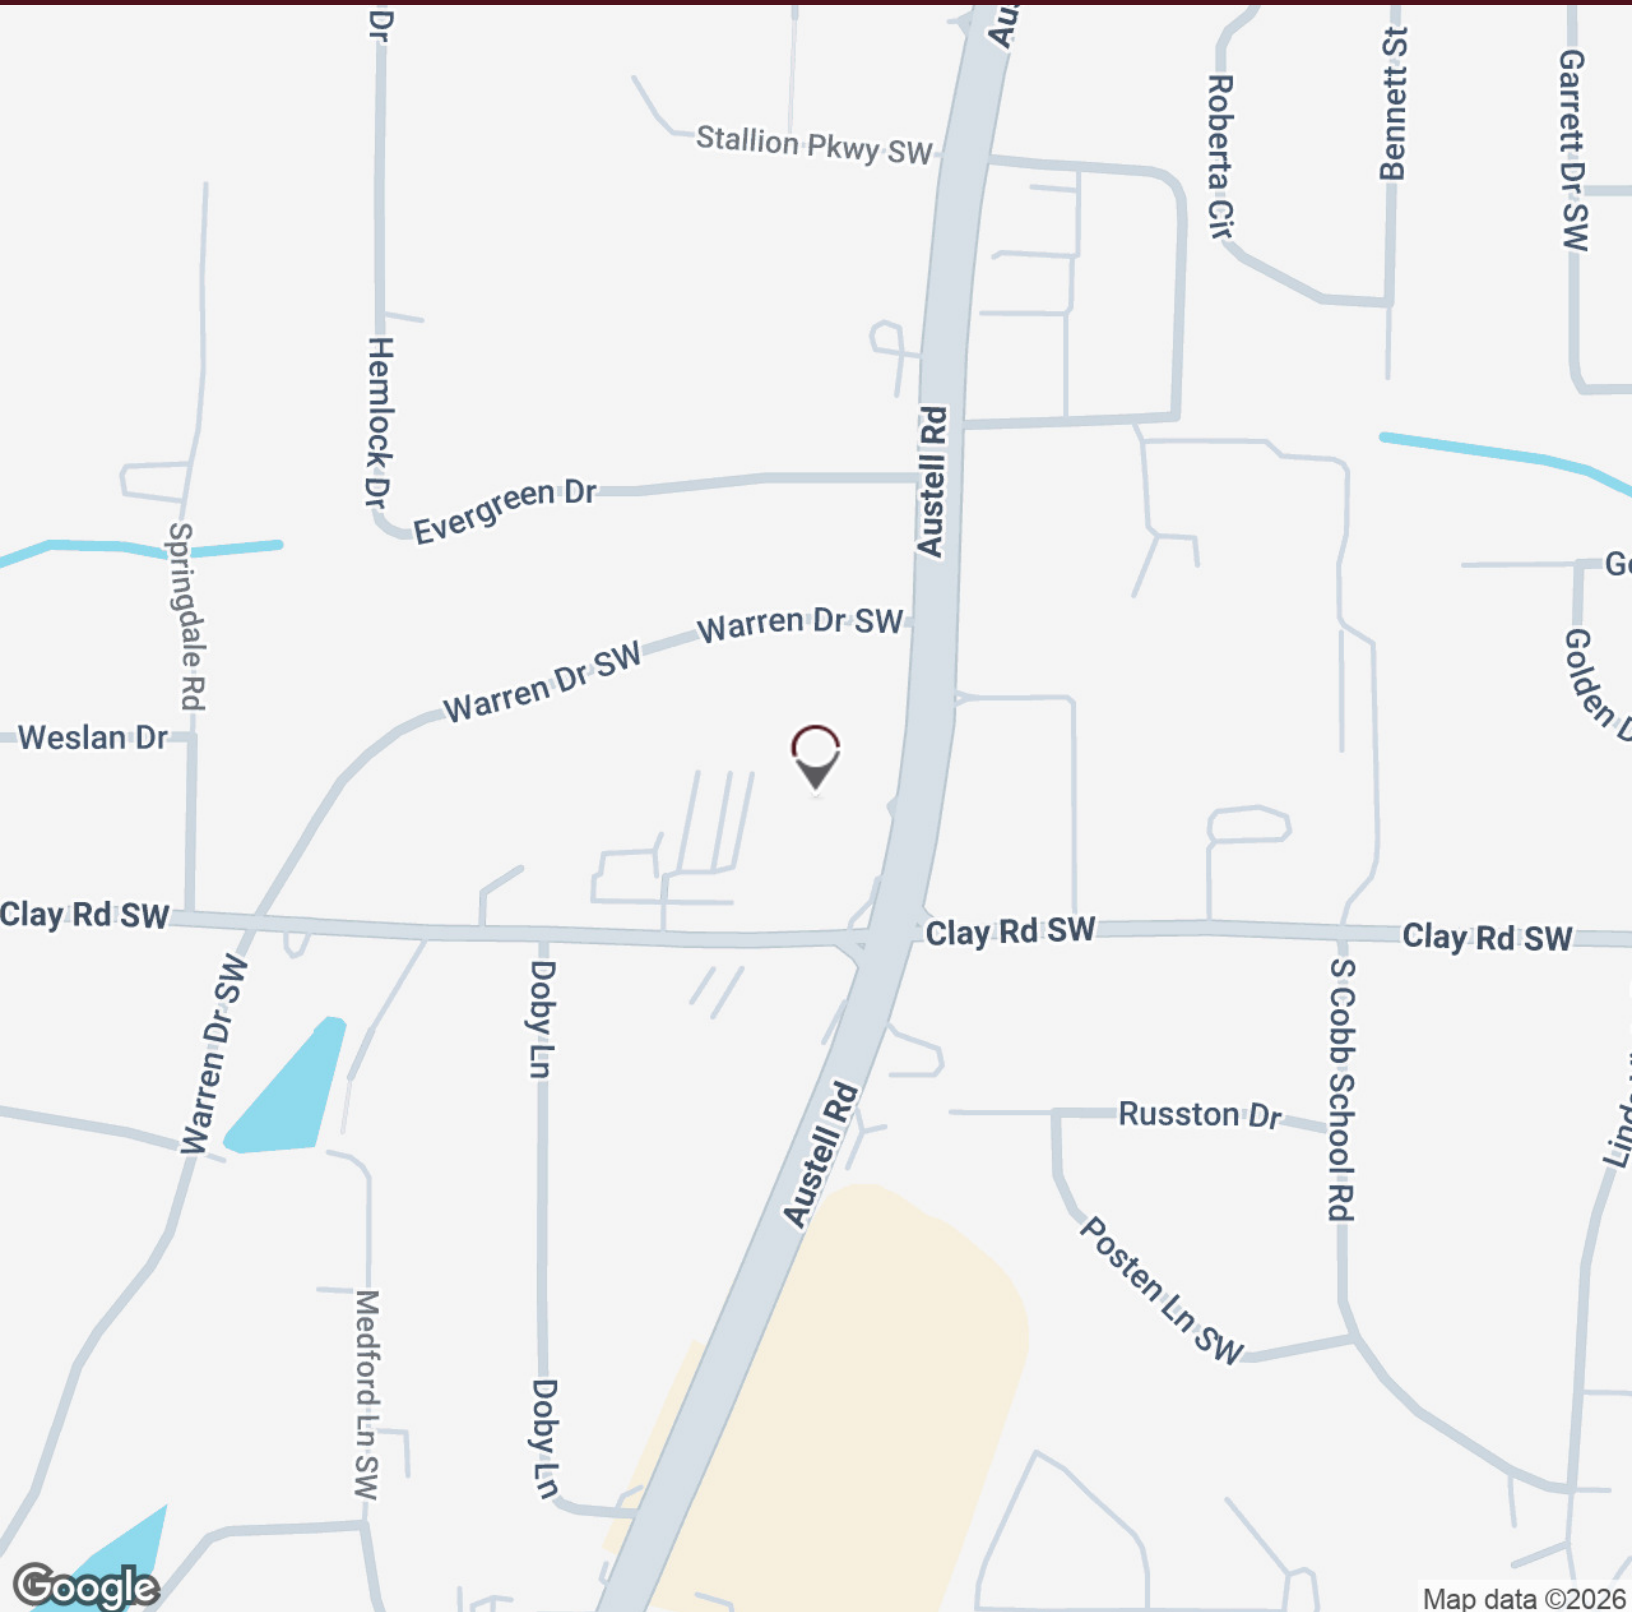 Dr
Aus
Stallion Pkwy SW
Roberta Cir
Bennett St
Garrett Dr SW
Hemlock Dr
Austell Rd
Evergreen Dr
Springdale Rd
Warren Dr SW
Warren Dr SW
Weslan Dr
Golden D
Clay Rd SW
Clay Rd SW
Clay Rd SW
Warren Dr SW
Doby Ln
S Cobb School Rd
Austell Rd
Russton Dr
Posten Ln SW
Medford Ln SW
Doby Ln
Google
Map data ©2026